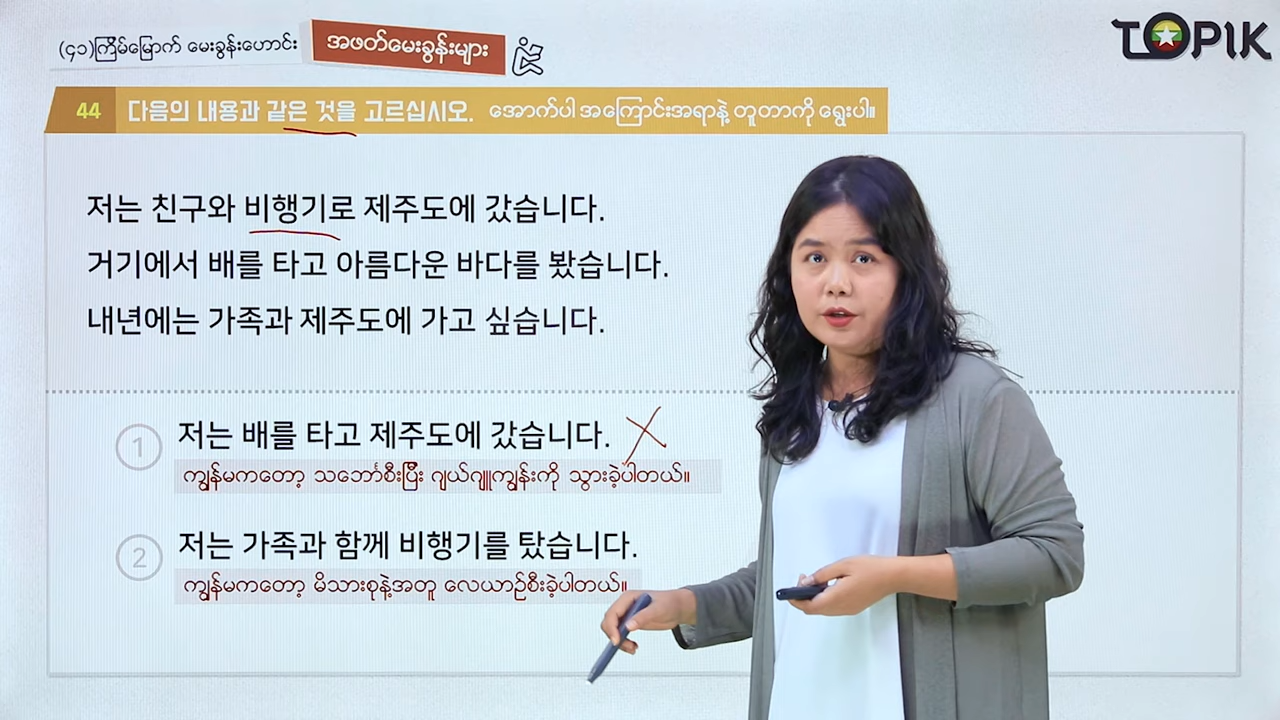 (၄၁)ကြိမ်မြောက် မေးခွန်းဟောင်း အဖတ်မေးခွန်းများ
TOPIK
44 다음의 내용과 같은 것을 고르십시오. အောက်ပါ အကြောင်းအရာနဲ့ တူတာကို ရွေးပါ။
저는 친구와 비행기로 제주도에 갔습니다.
거기에서 배를 타고 아름다운 바다를 봤습니다.
내년에는 가족과 제주도에 가고 싶습니다.
1 저는 배를 타고 제주도에 갔습니다.
ကျွန်မကတော့ သင်္ဘောစီးပြီး ဂျယ်ဂျူကျွန်းကို သွားခဲ့ပါတယ်။
2 저는 가족과 함께 비행기를 탔습니다.
ကျွန်မကတော့ မိသားစုနဲ့အတူ လေယာဉ်စီးခဲ့ပါတယ်။